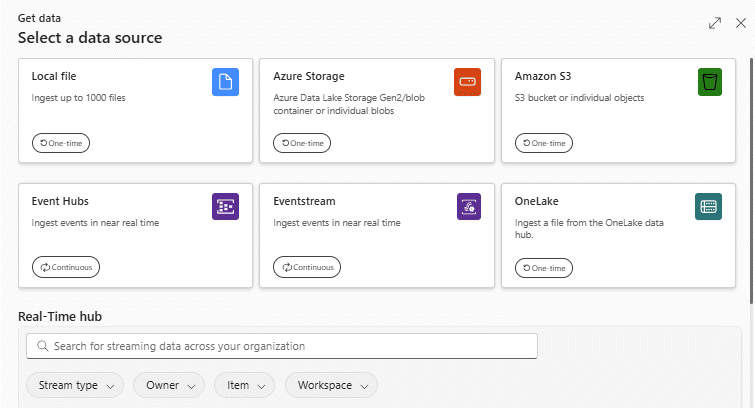 Get data
Select a data source
Local file
Ingest up to 1000 files
One-time
Azure Storage
Azure Data Lake Storage Gen2/blob
container or individual blobs
One-time
Amazon S3
S3 bucket or individual objects
One-time
Event Hubs
Ingest events in near real time
Continuous
Eventstream
Ingest events in near real time
Continuous
OneLake
Ingest a file from the OneLake data
hub.
One-time
Real-Time hub
Search for streaming data across your organization
Stream type
Owner
Item
Workspace